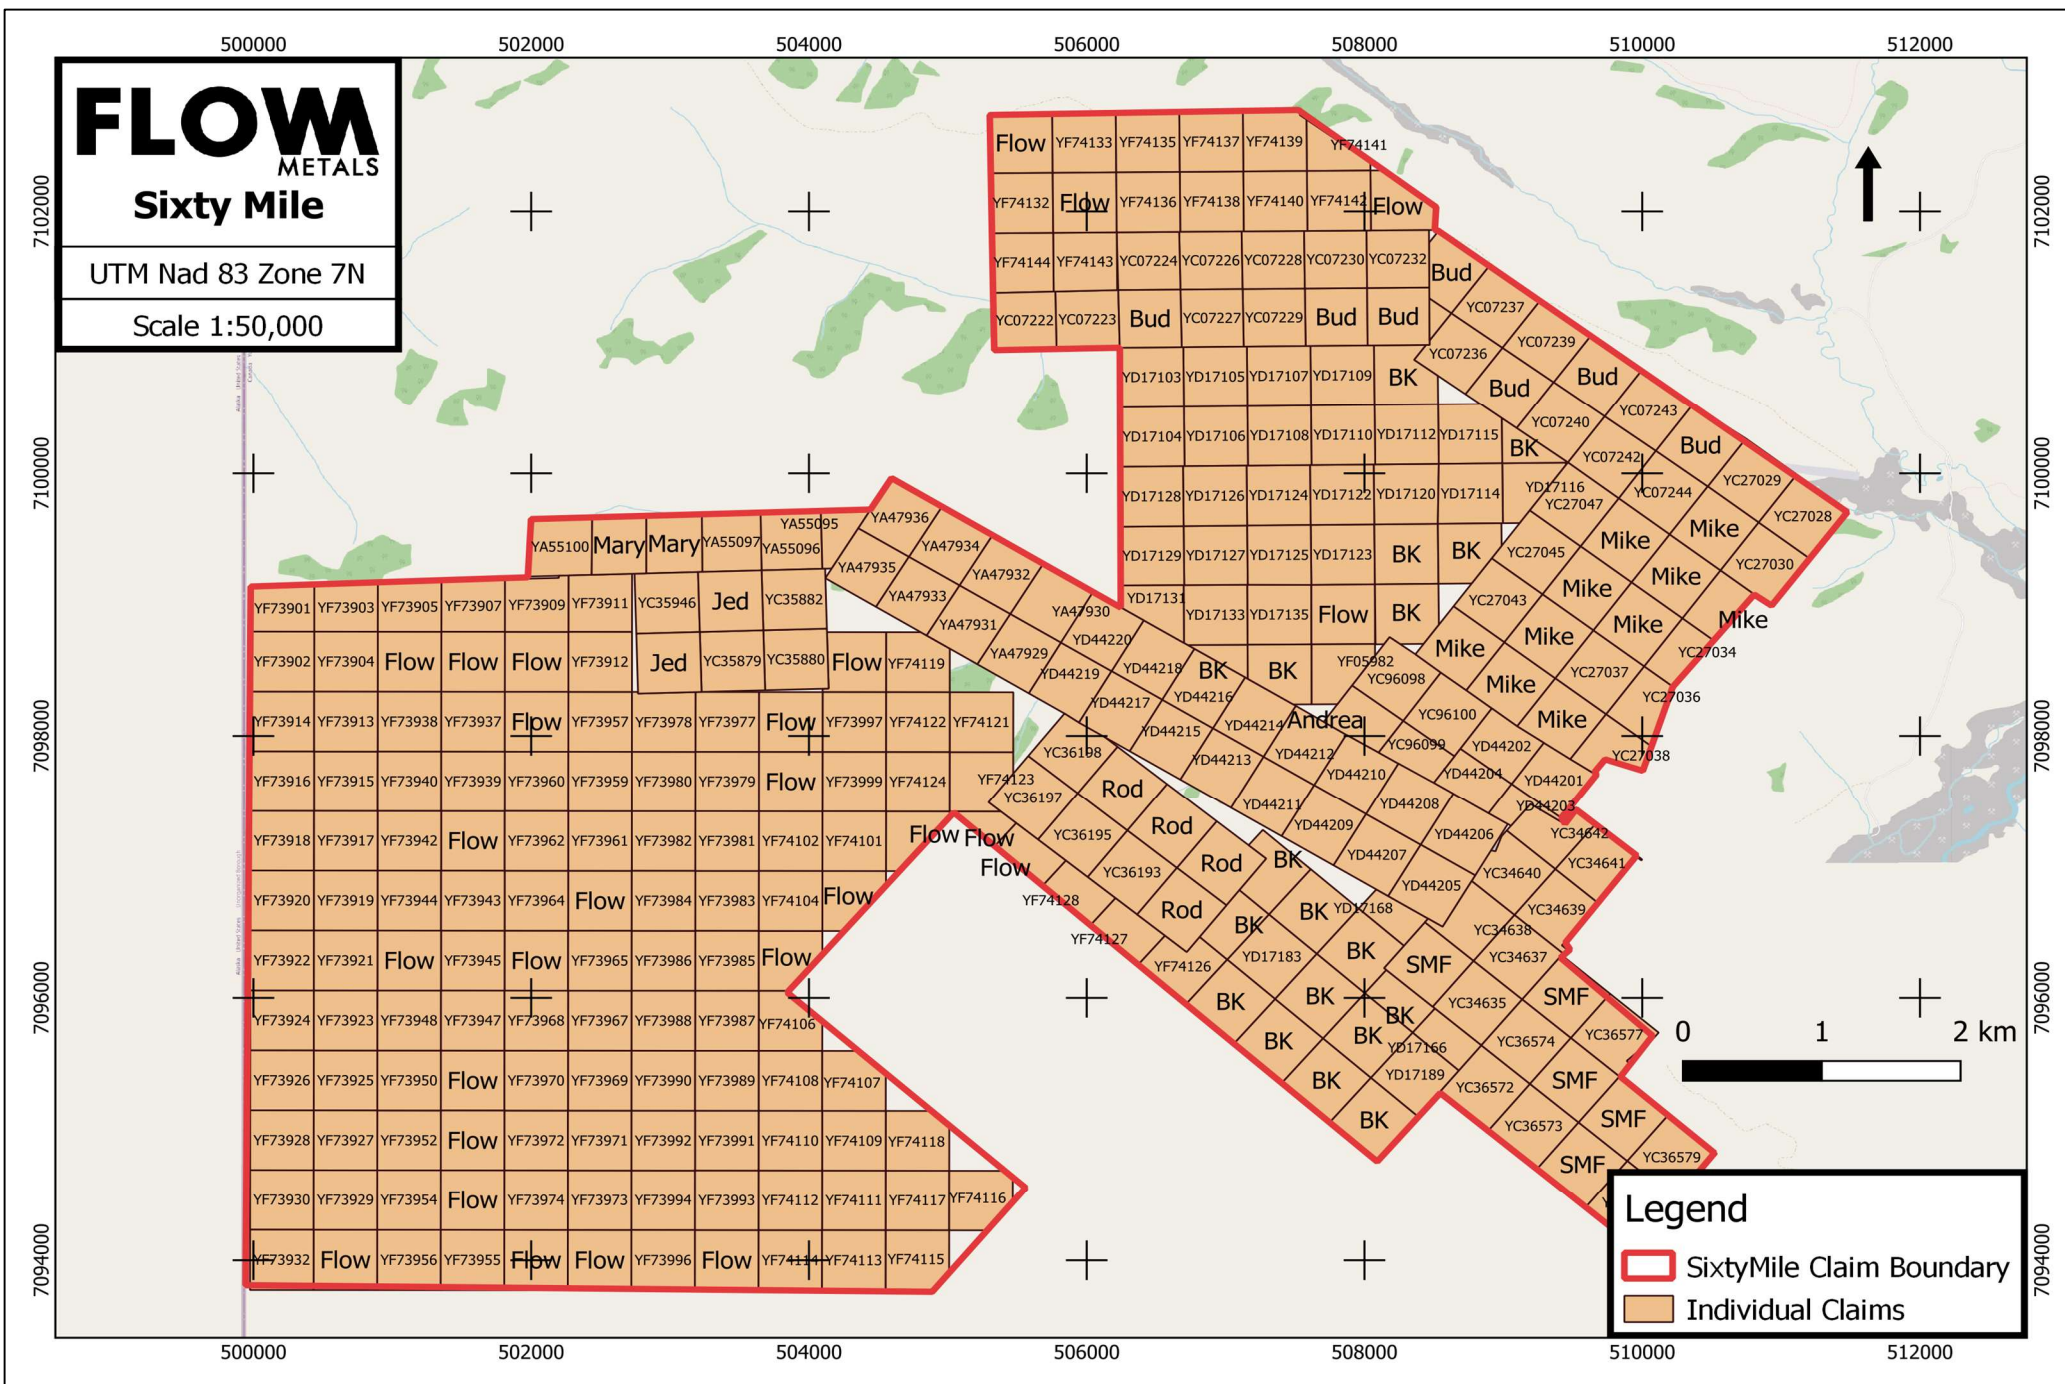 500000 502000 504000 506000 508000 510000 512000
FLOW
METALS
Sixty Mile
UTM Nad 83 Zone 7N
Scale 1:50,000
7102000
7100000
7098000
7096000
7094000
7102000
7100000
7098000
7096000
7094000
Flow YF74133 YF74135 YF74137 YF74139 YF74141
YF74132 Flow YF74136 YF74138 YF74140 YF74142 Flow
YF74144 YF74143 YC07224 YC07226 YC07228 YC07230 YC07232 Bud
YC07222 YC07223 Bud YC07227 YC07229 Bud Bud YC07237
YC07236 YC07239
YD17103 YD17105 YD17107 YD17109 BK Bud Bud
YC07240 YC07243
YD17104 YD17106 YD17108 YD17110 YD17112 YD17115 BK Bud
YC07242 YC07244 YC27029
YD17128 YD17126 YD17124 YD17122 YD17120 YD17114 YD17116
YC27047 YC27028
Mike Mike
YD17129 YD17127 YD17125 YD17123 BK BK YC27045
YC27030
Mike Mike
YD17131 YD17133 YD17135 Flow BK YC27043
Mike Mike Mike Mike
YC27034
YC27037
Mike YC27036
Mike YC27038
YA55100 Mary Mary YA55097 YA55095
YA55096
YA47936
YA47934
YA47935 YA47932
YA47933 YA47930
YA47931 YD44220
YA47929 YD44218 BK BK YF05982
YC96098
YD44219 YD44216
YD44217 YD44214 Andrea YC96100
YD44215 YD44212 YC96099 YD44202
YD44213 YD44210 YD44204 YD44201
YD44211 YD44208 YD44203
YD44209 YD44206 YC34642
YD44207 YC34641
YD44205 YC34640
YC34639
YC34638
YC34637
YF73901 YF73903 YF73905 YF73907 YF73909 YF73911 YC35946 Jed YC35882
YF73902 YF73904 Flow Flow Flow YF73912 Jed YC35879 YC35880 Flow YF74119
YF73914 YF73913 YF73938 YF73937 Flow YF73957 YF73978 YF73977 Flow YF73997 YF74122 YF74121
YF73916 YF73915 YF73940 YF73939 YF73960 YF73959 YF73980 YF73979 Flow YF73999 YF74124 YF74123
YF73918 YF73917 YF73942 Flow YF73962 YF73961 YF73982 YF73981 YF74102 YF74101 Flow Flow
Flow
YF73920 YF73919 YF73944 YF73943 YF73964 Flow YF73984 YF73983 YF74104 Flow
YF73922 YF73921 Flow YF73945 Flow YF73965 YF73986 YF73985 Flow
YF73924 YF73923 YF73948 YF73947 YF73968 YF73967 YF73988 YF73987 YF74106
YF73926 YF73925 YF73950 Flow YF73970 YF73969 YF73990 YF73989 YF74108 YF74107
YF73928 YF73927 YF73952 Flow YF73972 YF73971 YF73992 YF73991 YF74110 YF74109 YF74118
YF73930 YF73929 YF73954 Flow YF73974 YF73973 YF73994 YF73993 YF74112 YF74111 YF74117 YF74116
YF73932 Flow YF73956 YF73955 Flow Flow YF73996 Flow YF74114 YF74113 YF74115
YC36198
YC36197 Rod
YC36195 Rod
YC36193 Rod BK
YF74128 Rod BK BK YD17168
YF74127 YD17183 BK SMF
YF74126 BK BK BK YC34635 SMF
BK BK YD17166 YC36574 YC36577
BK YD17189 YC36572 SMF
BK YC36573 SMF
SMF YC36579
0 1 2 km
Legend
SixtyMile Claim Boundary
Individual Claims
500000 502000 504000 506000 508000 510000 512000